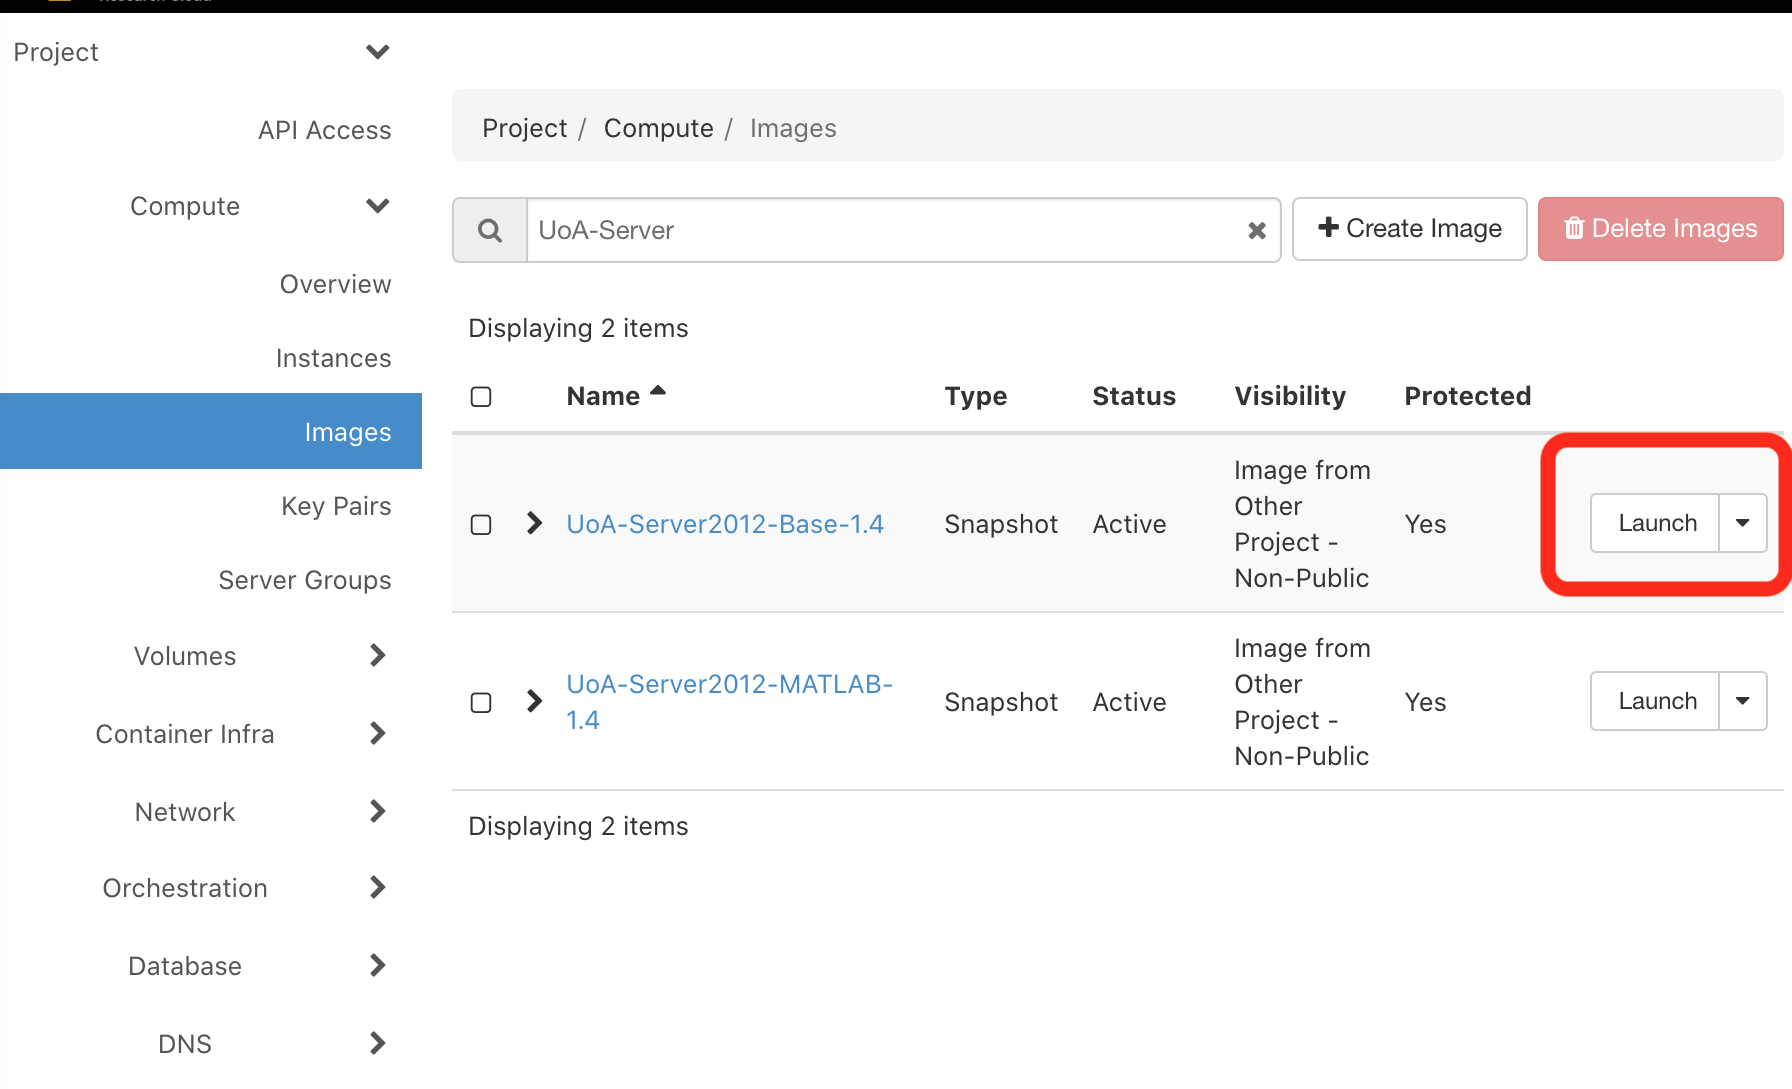 Project
API Access
Compute
Overview
Instances
Images
Key Pairs
Server Groups
Volumes
Container Infra
Network
Orchestration
Database
DNS
Project / Compute / Images
UoA-Server
Create Image
Delete Images
Displaying 2 items
Name Type Status Visibility Protected
UoA-Server2012-Base-1.4 Snapshot Active
Image from
Other
Project -
Non-Public
Yes
Launch
UoA-Server2012-MATLAB-
1.4
Snapshot Active
Image from
Other
Project -
Non-Public
Yes
Launch
Displaying 2 items